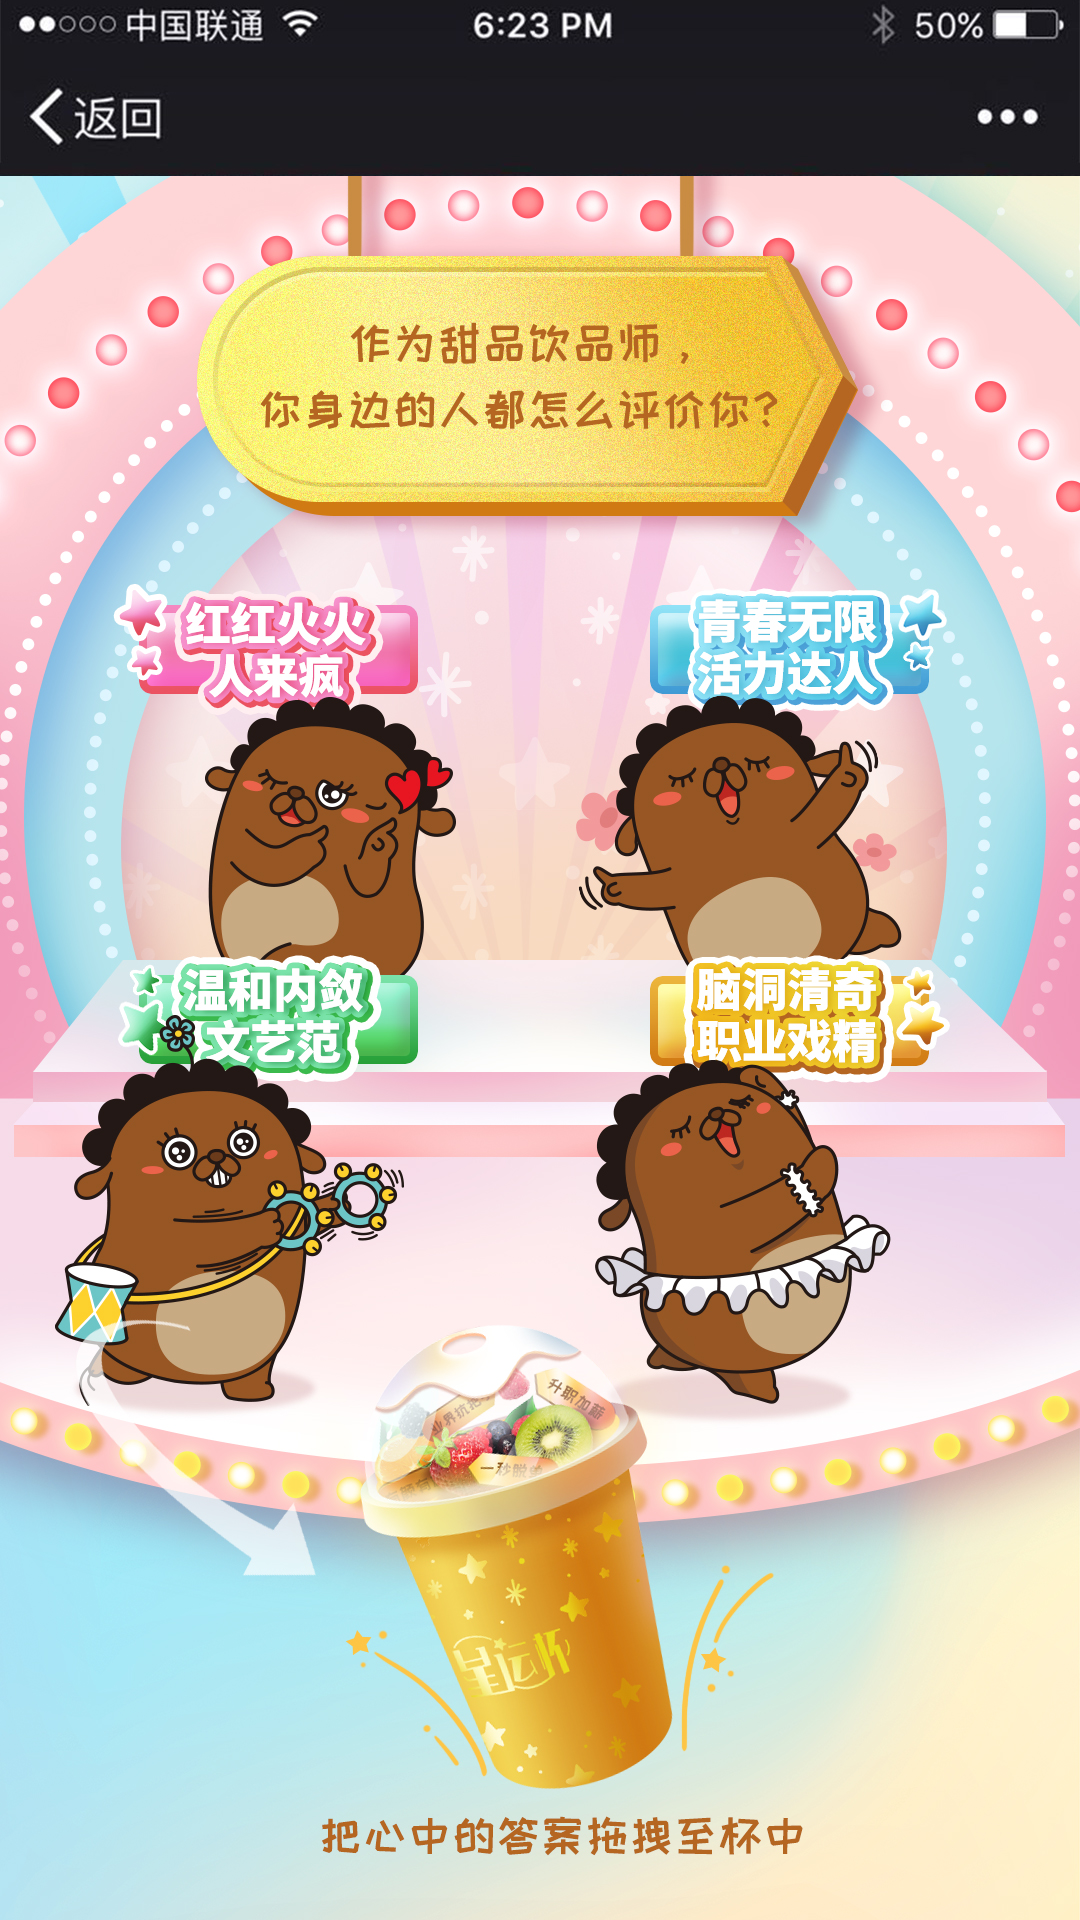 中国联通
6:23 PM
50%
返回
作为甜品饮品师，
你身边的人都怎么评价你？
红红火火
人来疯
青春无限
活力达人
温和内敛
文艺范
脑洞清奇
职业戏精
升职加薪
一秒脱单
星运杯
把心中的答案拖拽至杯中